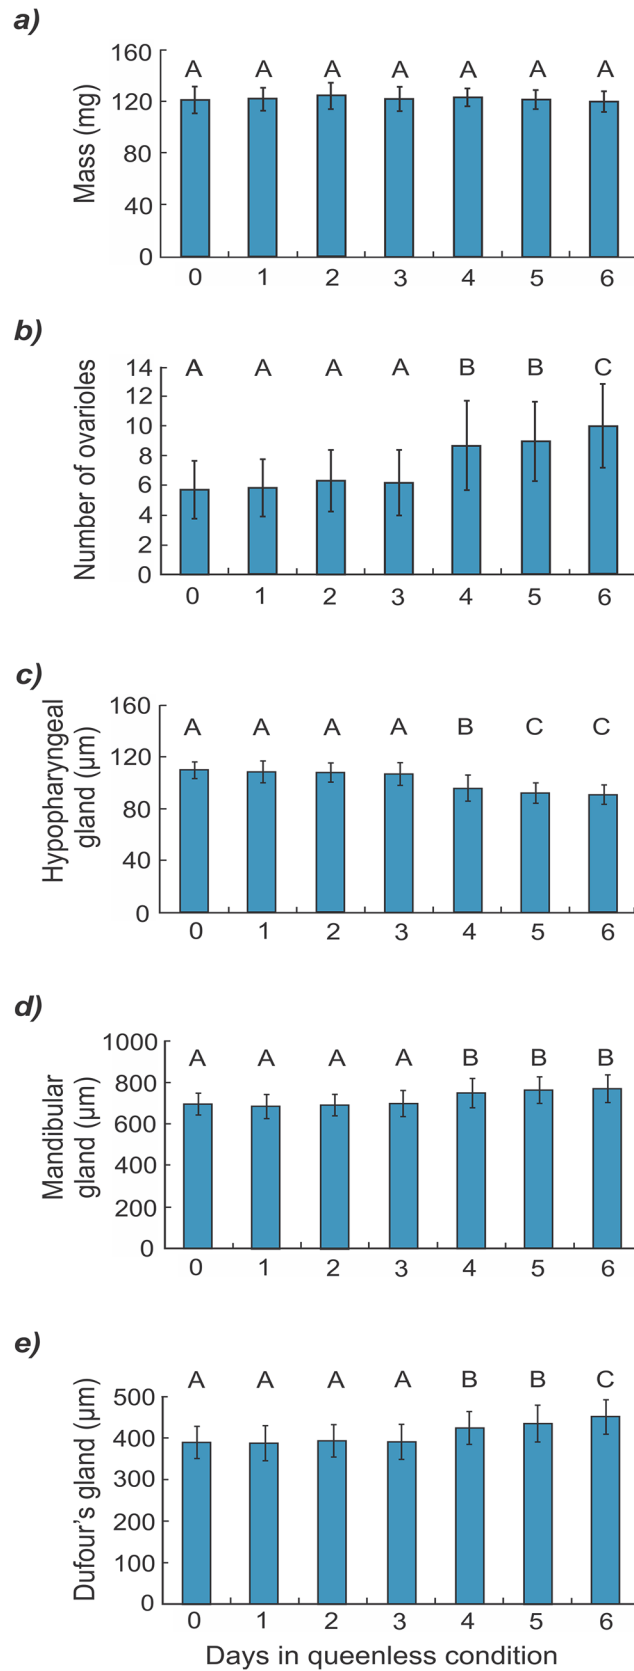 a)
Mass (mg)
160
120
80
40
0
A A A A A A A
0 1 2 3 4 5 6
b)
Number of ovarioles
14
12
10
8
6
4
2
0
A A A A B B C
0 1 2 3 4 5 6
c)
Hypopharyngeal
gland (μm)
160
120
80
40
0
A A A A B C C
0 1 2 3 4 5 6
d)
Mandibular
gland (μm)
1000
800
600
400
200
0
A A A A B B B
0 1 2 3 4 5 6
e)
Dufour's gland (μm)
500
400
300
200
100
0
A A A A B B C
0 1 2 3 4 5 6
Days in queenless condition